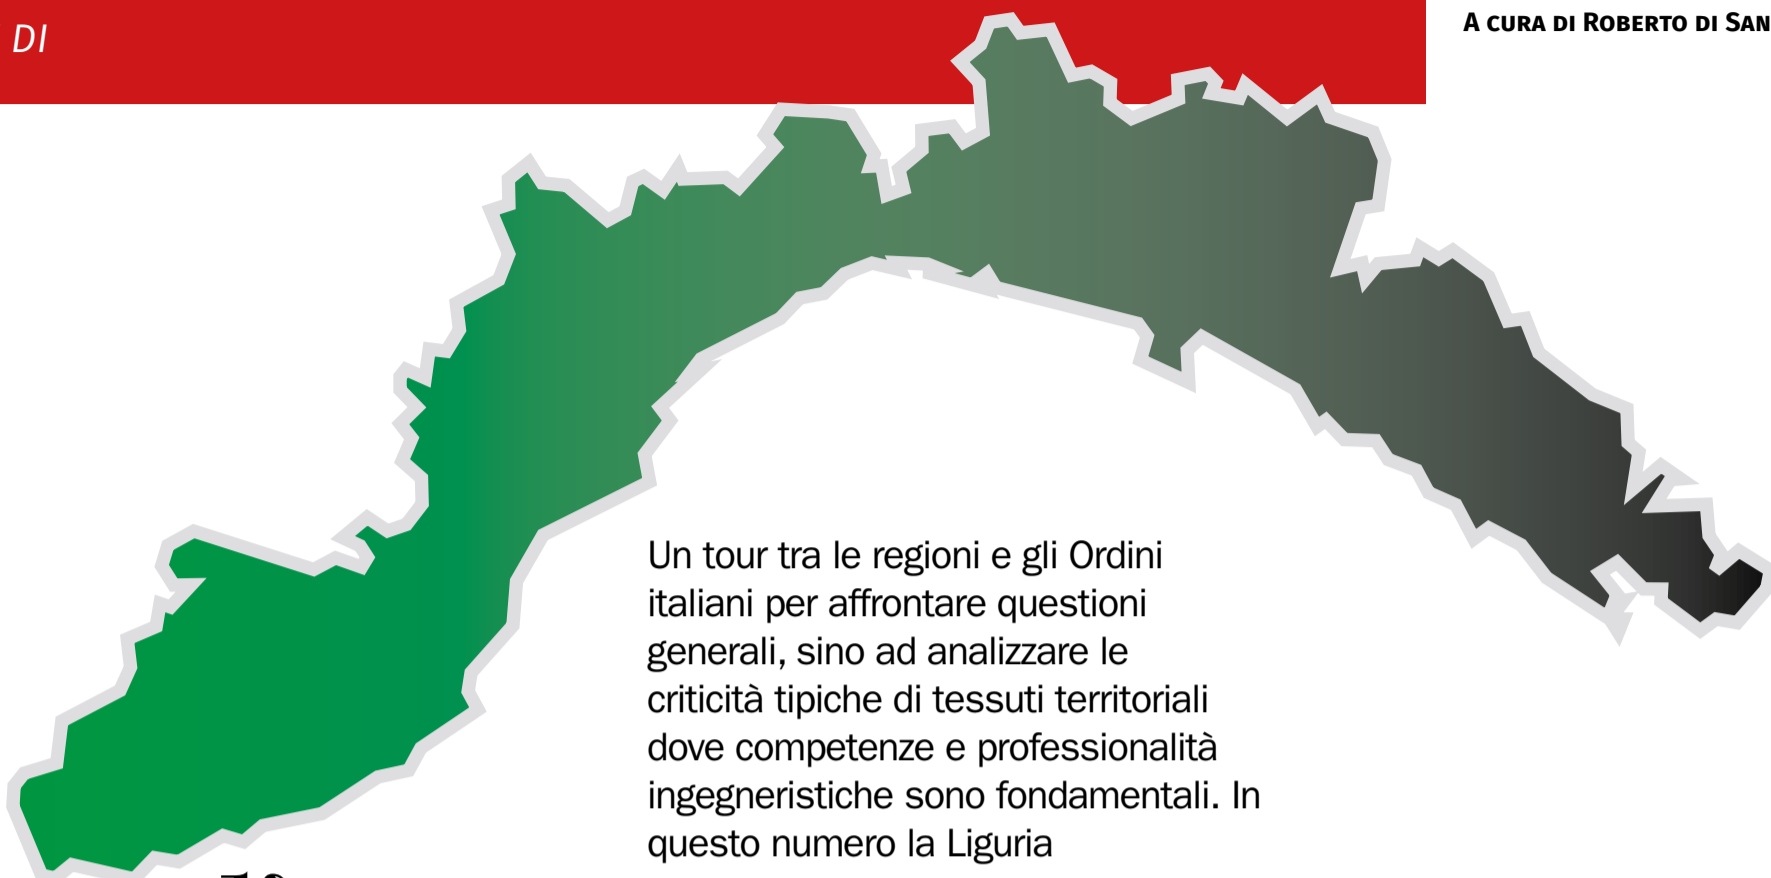 DI
A CURA DI ROBERTO DI SAN
Un tour tra le regioni e gli Ordini
italiani per affrontare questioni
generali, sino ad analizzare le
criticità tipiche di tessuti territoriali
dove competenze e professionalità
ingegneristiche sono fondamentali. In
questo numero la Liguria